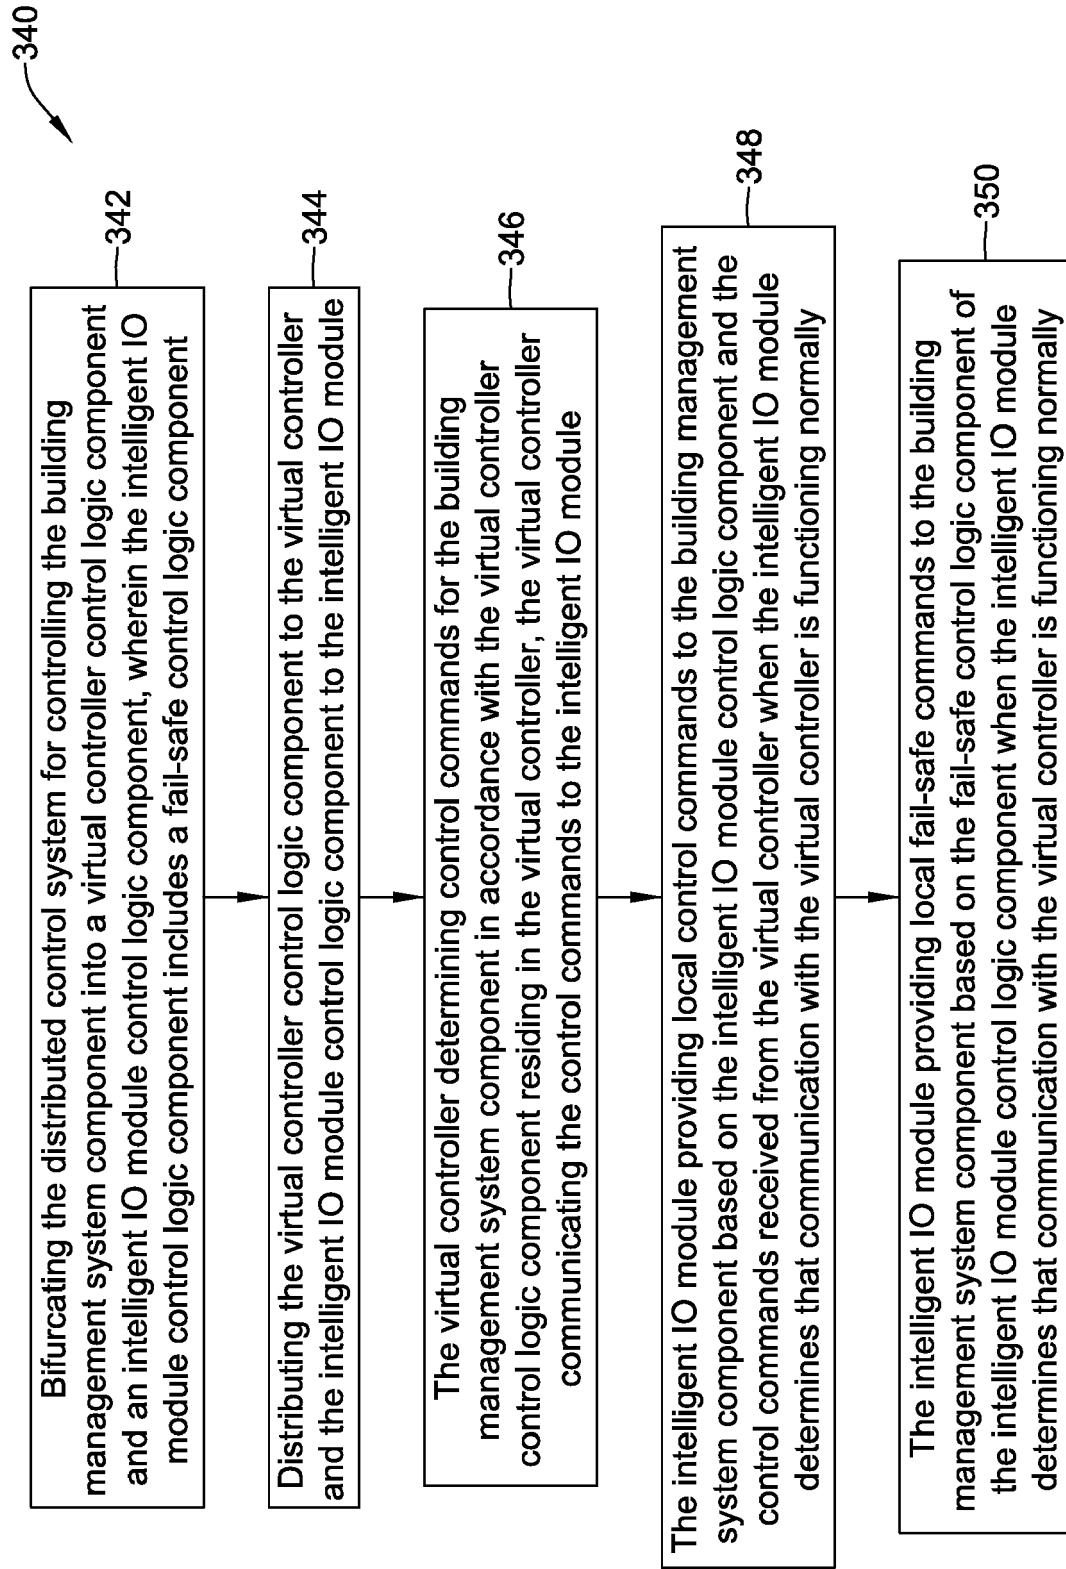 340
Bifurcating the distributed control system for controlling the building
management system component into a virtual controller control logic component
and an intelligent IO module control logic component, wherein the intelligent IO
module control logic component includes a fail-safe control logic component
342
Distributing the virtual controller control logic component to the virtual controller
and the intelligent IO module control logic component to the intelligent IO module
344
The virtual controller determining control commands for the building
management system component in accordance with the virtual controller
control logic component residing in the virtual controller, the virtual controller
communicating the control commands to the intelligent IO module
346
The intelligent IO module providing local control commands to the building management
system component based on the intelligent IO module control logic component and the
control commands received from the virtual controller when the intelligent IO module
determines that communication with the virtual controller is functioning normally
348
The intelligent IO module providing local fail-safe commands to the building
management system component based on the fail-safe control logic component of
the intelligent IO module control logic component when the intelligent IO module
determines that communication with the virtual controller is functioning normally
350